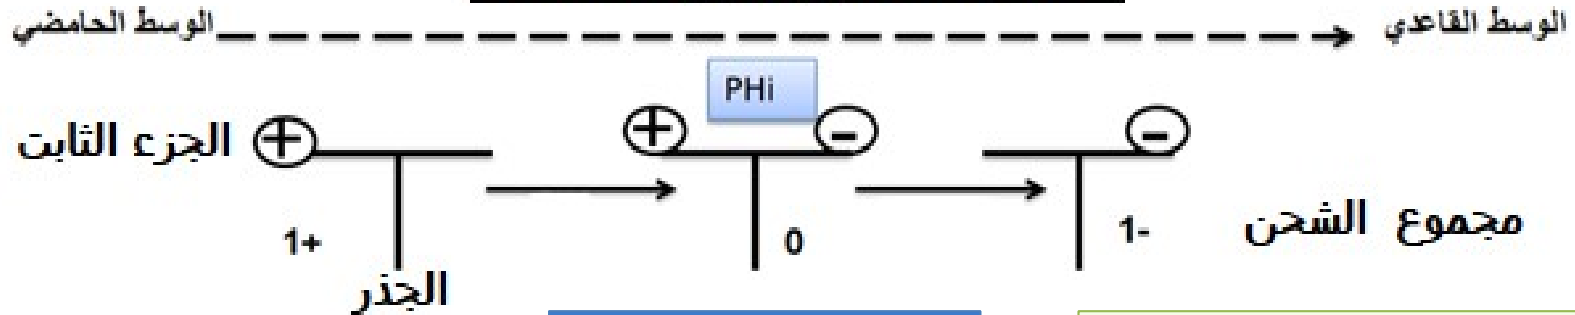 الوسط الحامضي
الوسط القاعدي
PHi
+
+
-
-
الجزء الثابت
1+
0
1-
مجموع الشحن
الجذر